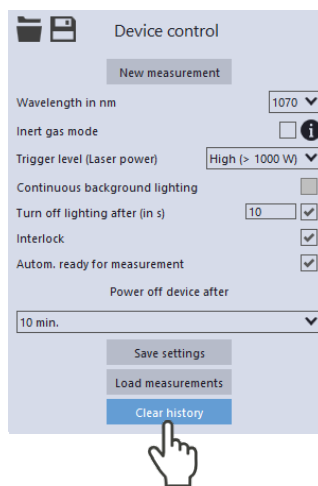 Device control
New measurement
Wavelength in nm 1070
Inert gas mode i
Trigger level (Laser power) High (> 1000 W)
Continuous background lighting
Turn off lighting after (in s) 10
Interlock
Autom. ready for measurement
Power off device after
10 min.
Save settings
Load measurements
Clear history